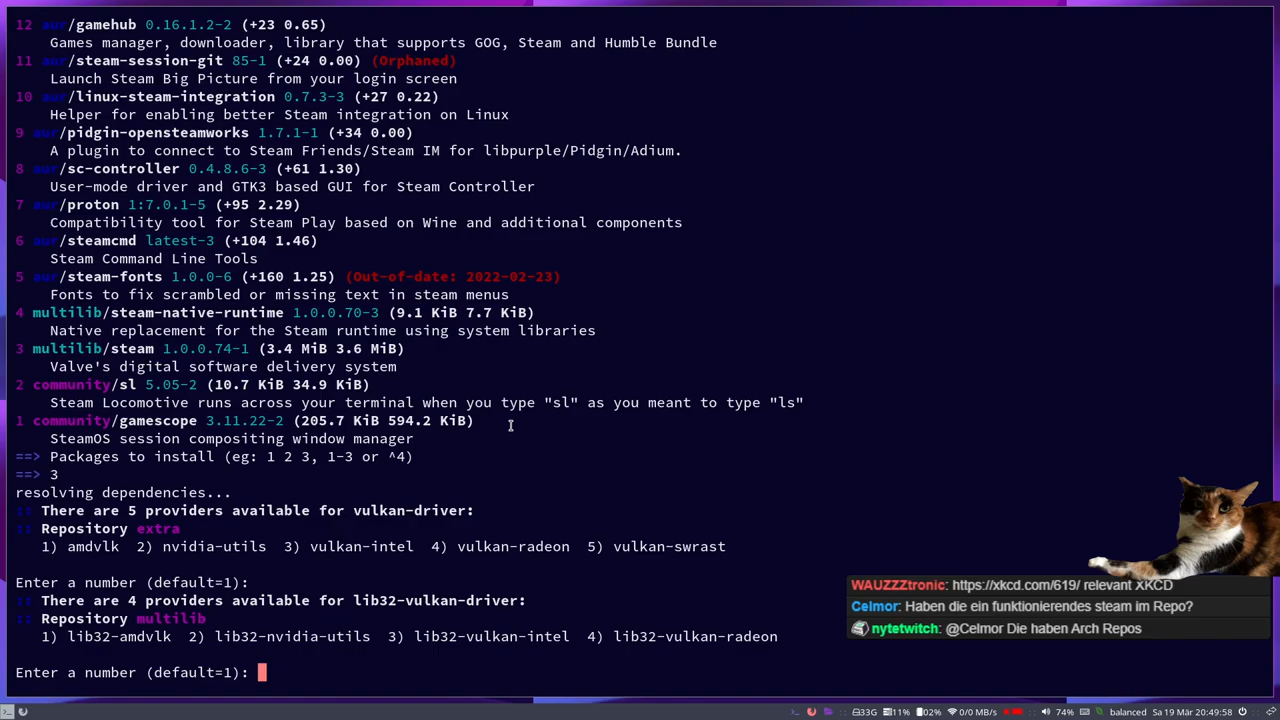 12 aur/gamehub 0.16.1.2-2 (+23 0.65)
Games manager, downloader, library that supports GOG, Steam and Humble Bundle
11 aur/steam-session-git 85-1 (+24 0.00) (Orphaned)
Launch Steam Big Picture from your login screen
10 aur/linux-steam-integration 0.7.3-3 (+27 0.22)
Helper for enabling better Steam integration on Linux
9 aur/pidgin-opensteamworks 1.7.1-1 (+34 0.00)
A plugin to connect to Steam Friends/Steam IM for libpurple/Pidgin/Adium.
8 aur/sc-controller 0.4.8.6-3 (+61 1.30)
User-mode driver and GTK3 based GUI for Steam Controller
7 aur/proton 1:7.0.1-5 (+95 2.29)
Compatibility tool for Steam Play based on Wine and additional components
6 aur/steamcmd latest-3 (+104 1.46)
Steam Command Line Tools
5 aur/steam-fonts 1.0.0-6 (+160 1.25) (Out-of-date: 2022-02-23)
Fonts to fix scrambled or missing text in steam menus
4 multilib/steam-native-runtime 1.0.0.70-3 (9.1 KiB 7.7 KiB)
Native replacement for the Steam runtime using system libraries
3 multilib/steam 1.0.0.74-1 (3.4 MiB 3.6 MiB)
Valve's digital software delivery system
2 community/sl 5.05-2 (10.7 KiB 34.9 KiB)
Steam Locomotive runs across your terminal when you type "sl" as you meant to type "ls"
1 community/gamescope 3.11.22-2 (205.7 KiB 594.2 KiB)
SteamOS session compositing window manager
==> Packages to install (eg: 1 2 3, 1-3 or ^4)
==> 3
resolving dependencies...
:: There are 5 providers available for vulkan-driver:
:: Repository extra
1) amdvlk 2) nvidia-utils 3) vulkan-intel 4) vulkan-radeon 5) vulkan-swrast
Enter a number (default=1):
:: There are 4 providers available for lib32-vulkan-driver:
:: Repository multilib
1) lib32-amdvlk 2) lib32-nvidia-utils 3) lib32-vulkan-intel 4) lib32-vulkan-radeon
Enter a number (default=1):
WAUZZZtronic: https://xkcd.com/619/ relevant XKCD
Celmor: Haben die ein funktionierendes steam im Repo?
nytetwitch: @Celmor Die haben Arch Repos
33G 11% 02% 0/0 MB/s 74% balanced Sa 19 Mär 20:49:58